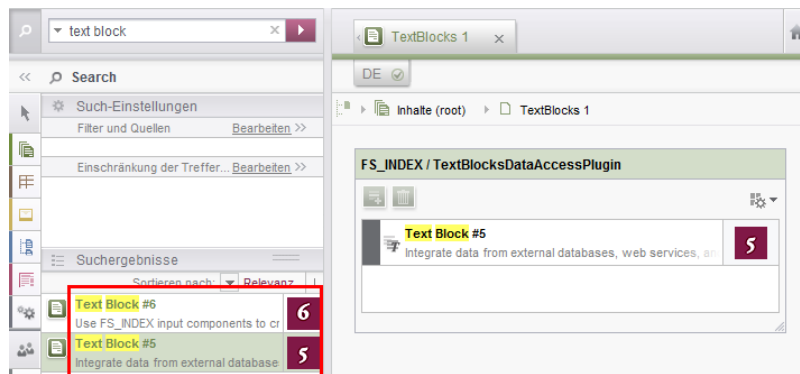 text block
Search
Such-Einstellungen
Filter und Quellen Bearbeiten >>
Einschränkung der Treffer... Bearbeiten >>
Suchergebnisse
Sortieren nach: Relevanz
Text Block #6
Use FS_INDEX input components to cr
6
Text Block #5
Integrate data from external database
5
TextBlocks 1
DE
Inhalte (root) TextBlocks 1
FS_INDEX / TextBlocksDataAccessPlugin
Text Block #5
Integrate data from external databases, web services, an
5